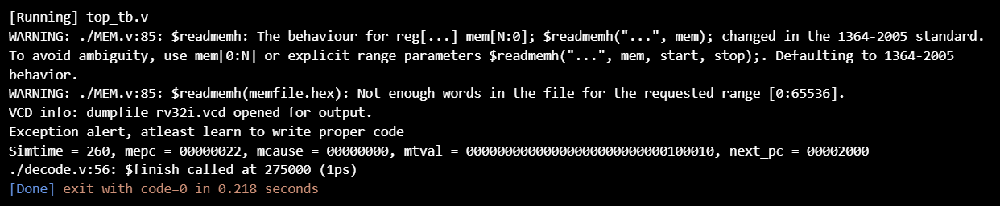 [Running] top_tb.v
WARNING: ./MEM.v:85: $readmemh: The behaviour for reg[...] mem[N:0]; $readmemh("...", mem); changed in the 1364-2005 standard.
To avoid ambiguity, use mem[0:N] or explicit range parameters $readmemh("...", mem, start, stop);. Defaulting to 1364-2005
behavior.
WARNING: ./MEM.v:85: $readmemh(memfile.hex): Not enough words in the file for the requested range [0:65536].
VCD info: dumpfile rv32i.vcd opened for output.
Exception alert, atleast learn to write proper code
Simtime = 260, mepc = 00000022, mcause = 00000000, mtval = 00000000000000000000000000100010, next_pc = 00002000
./decode.v:56: $finish called at 275000 (1ps)
[Done] exit with code=0 in 0.218 seconds